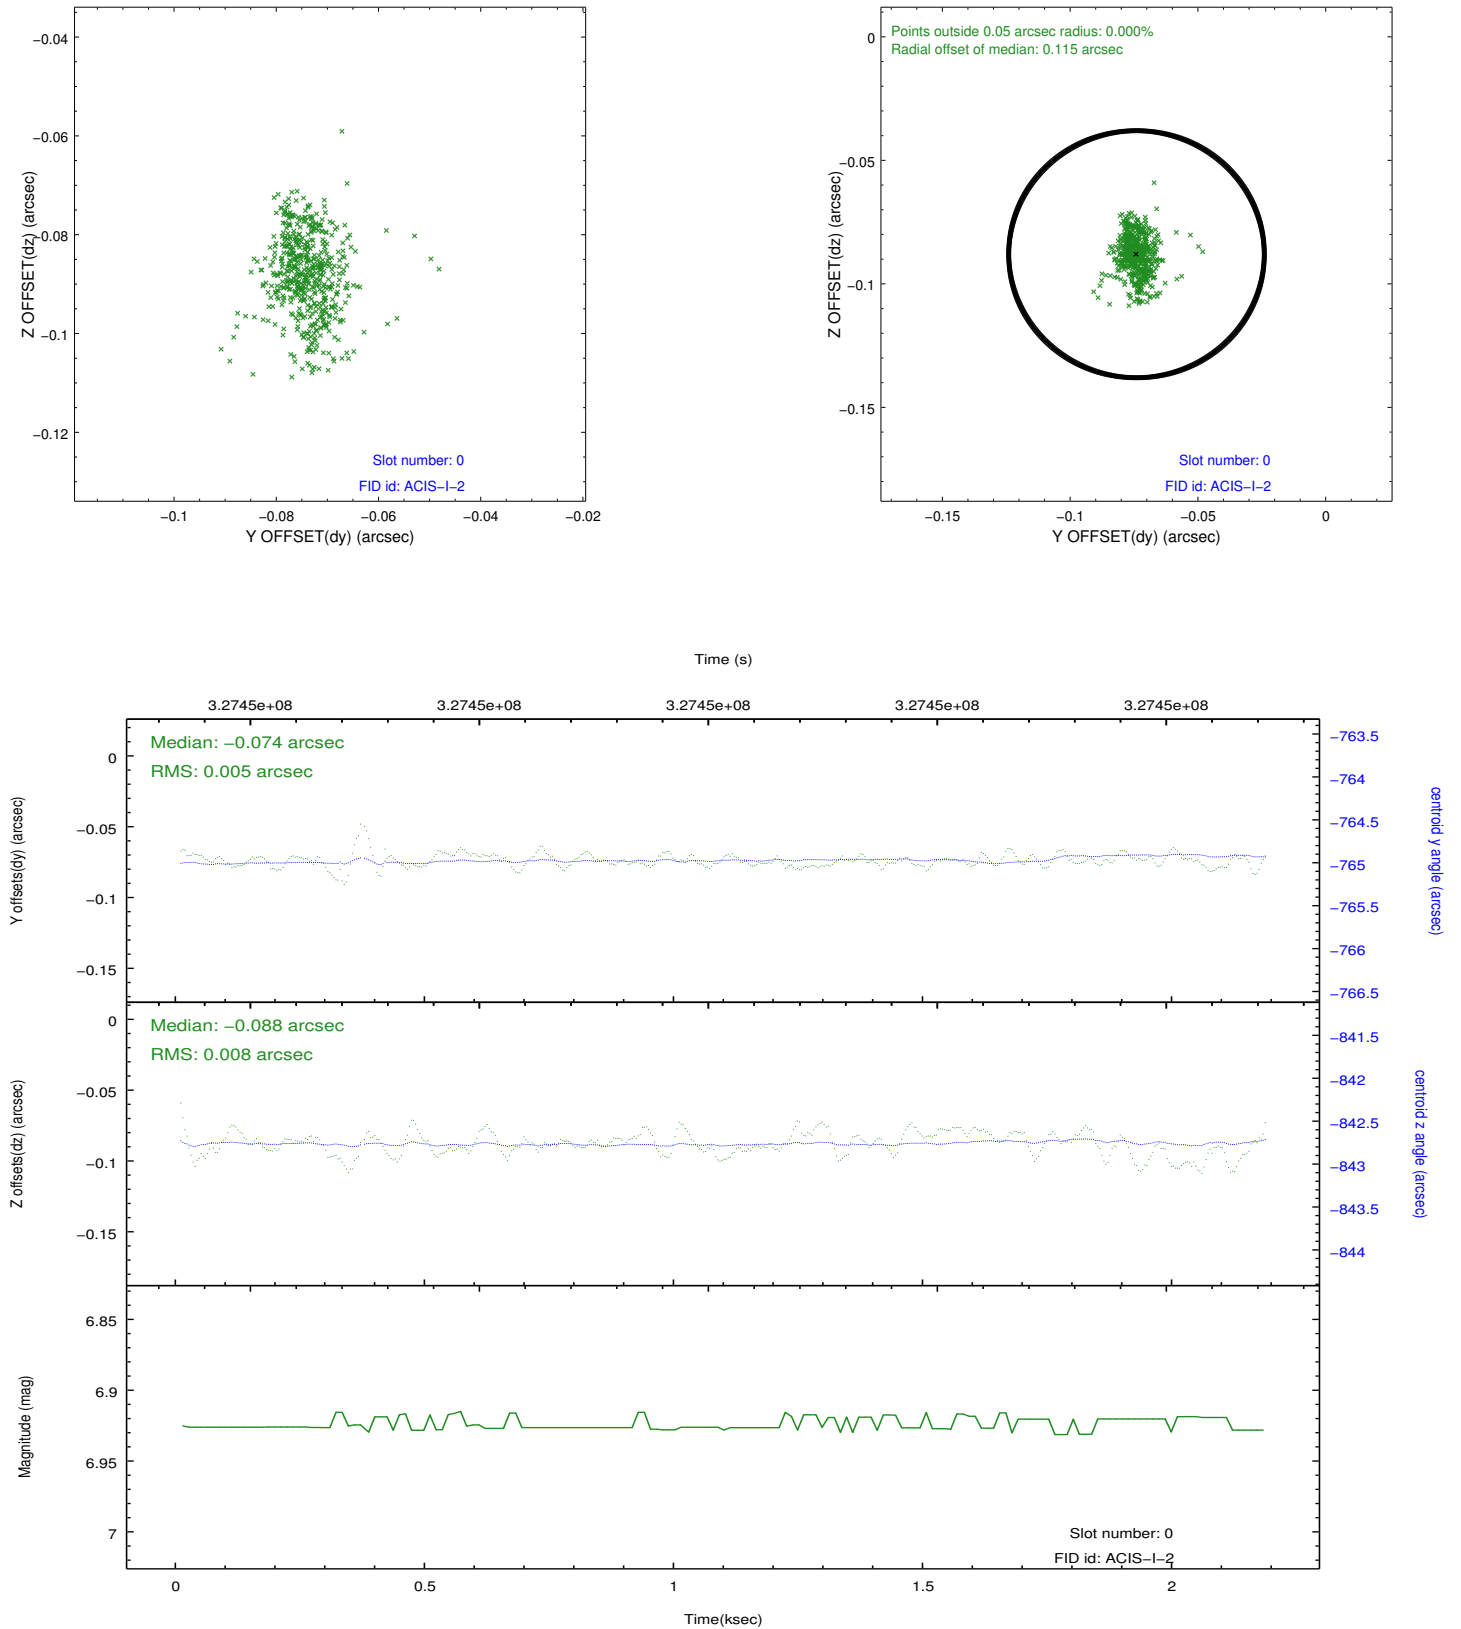 −0.04
−0.06
−0.08
−0.1
−0.12
Z OFFSET(dz) (arcsec)
Slot number: 0
FID id: ACIS−I−2
−0.1
−0.08
−0.06
−0.04
−0.02
Y OFFSET(dy) (arcsec)
Points outside 0.05 arcsec radius: 0.000%
Radial offset of median: 0.115 arcsec
0
−0.05
−0.1
−0.15
Z OFFSET(dz) (arcsec)
Slot number: 0
FID id: ACIS−I−2
−0.15
−0.1
−0.05
0
Y OFFSET(dy) (arcsec)
Time (s)
3.2745e+08
3.2745e+08
3.2745e+08
3.2745e+08
3.2745e+08
Median: −0.074 arcsec
RMS: 0.005 arcsec
0
−0.05
−0.1
−0.15
Y offsets(dy) (arcsec)
−763.5
−764
−764.5
−765
−765.5
−766
−766.5
centroid y angle (arcsec)
Median: −0.088 arcsec
RMS: 0.008 arcsec
0
−0.05
−0.1
−0.15
Z offsets(dz) (arcsec)
−841.5
−842
−842.5
−843
−843.5
−844
centroid z angle (arcsec)
6.85
6.9
6.95
7
Magnitude (mag)
Slot number: 0
FID id: ACIS−I−2
0
0.5
1
1.5
2
Time(ksec)